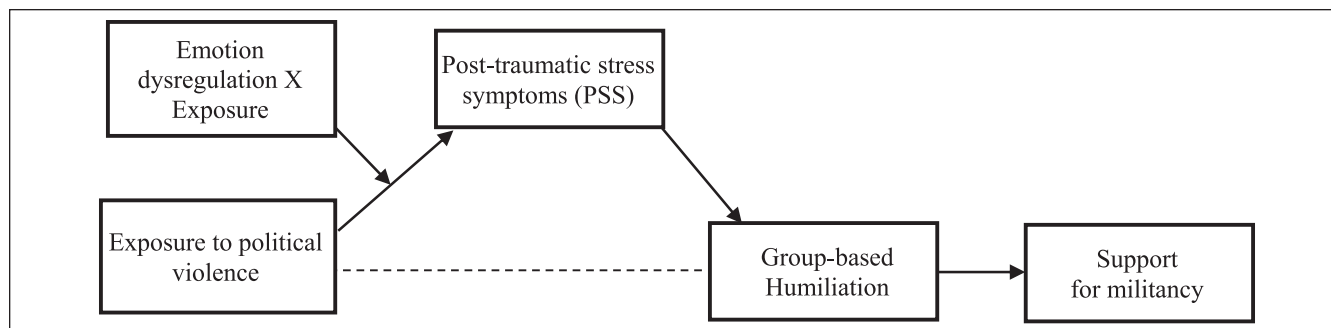 Emotion
dysregulation X
Exposure
Post-traumatic stress
symptoms (PSS)
Exposure to political
violence
Group-based
Humiliation
Support
for militancy